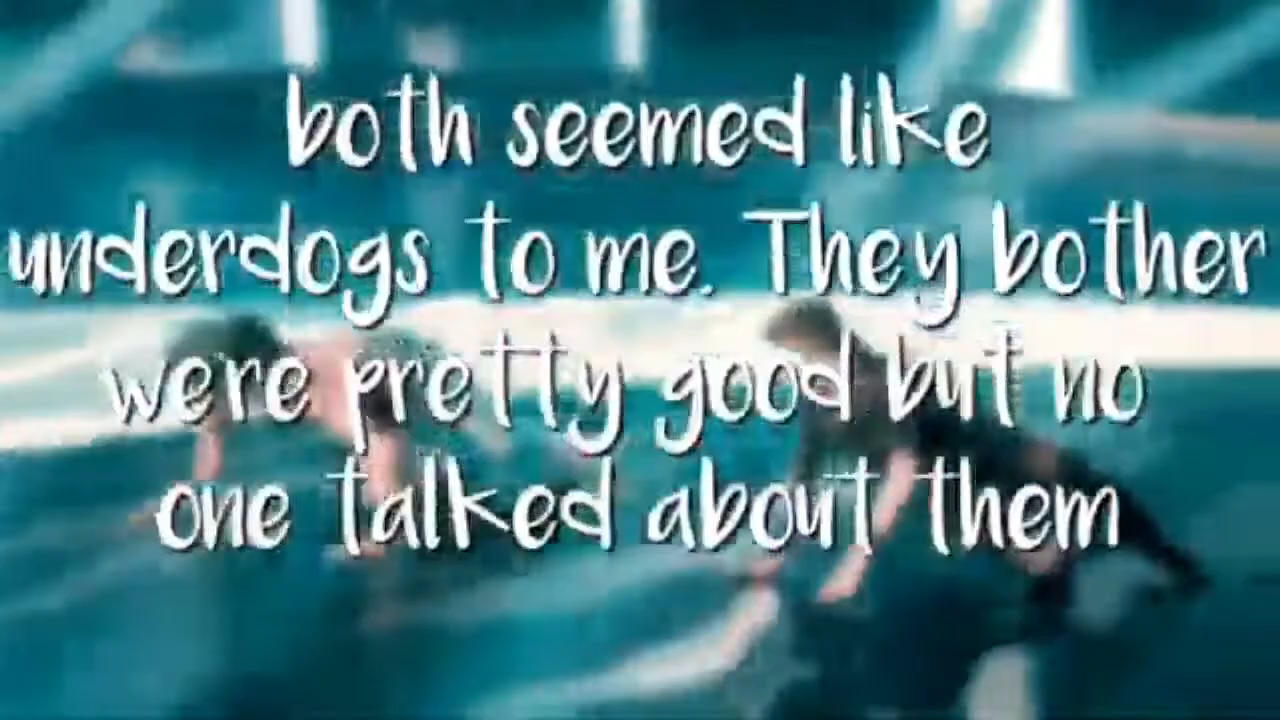 both seemed like
underdogs to me. They bother
were pretty good but no
one talked about them